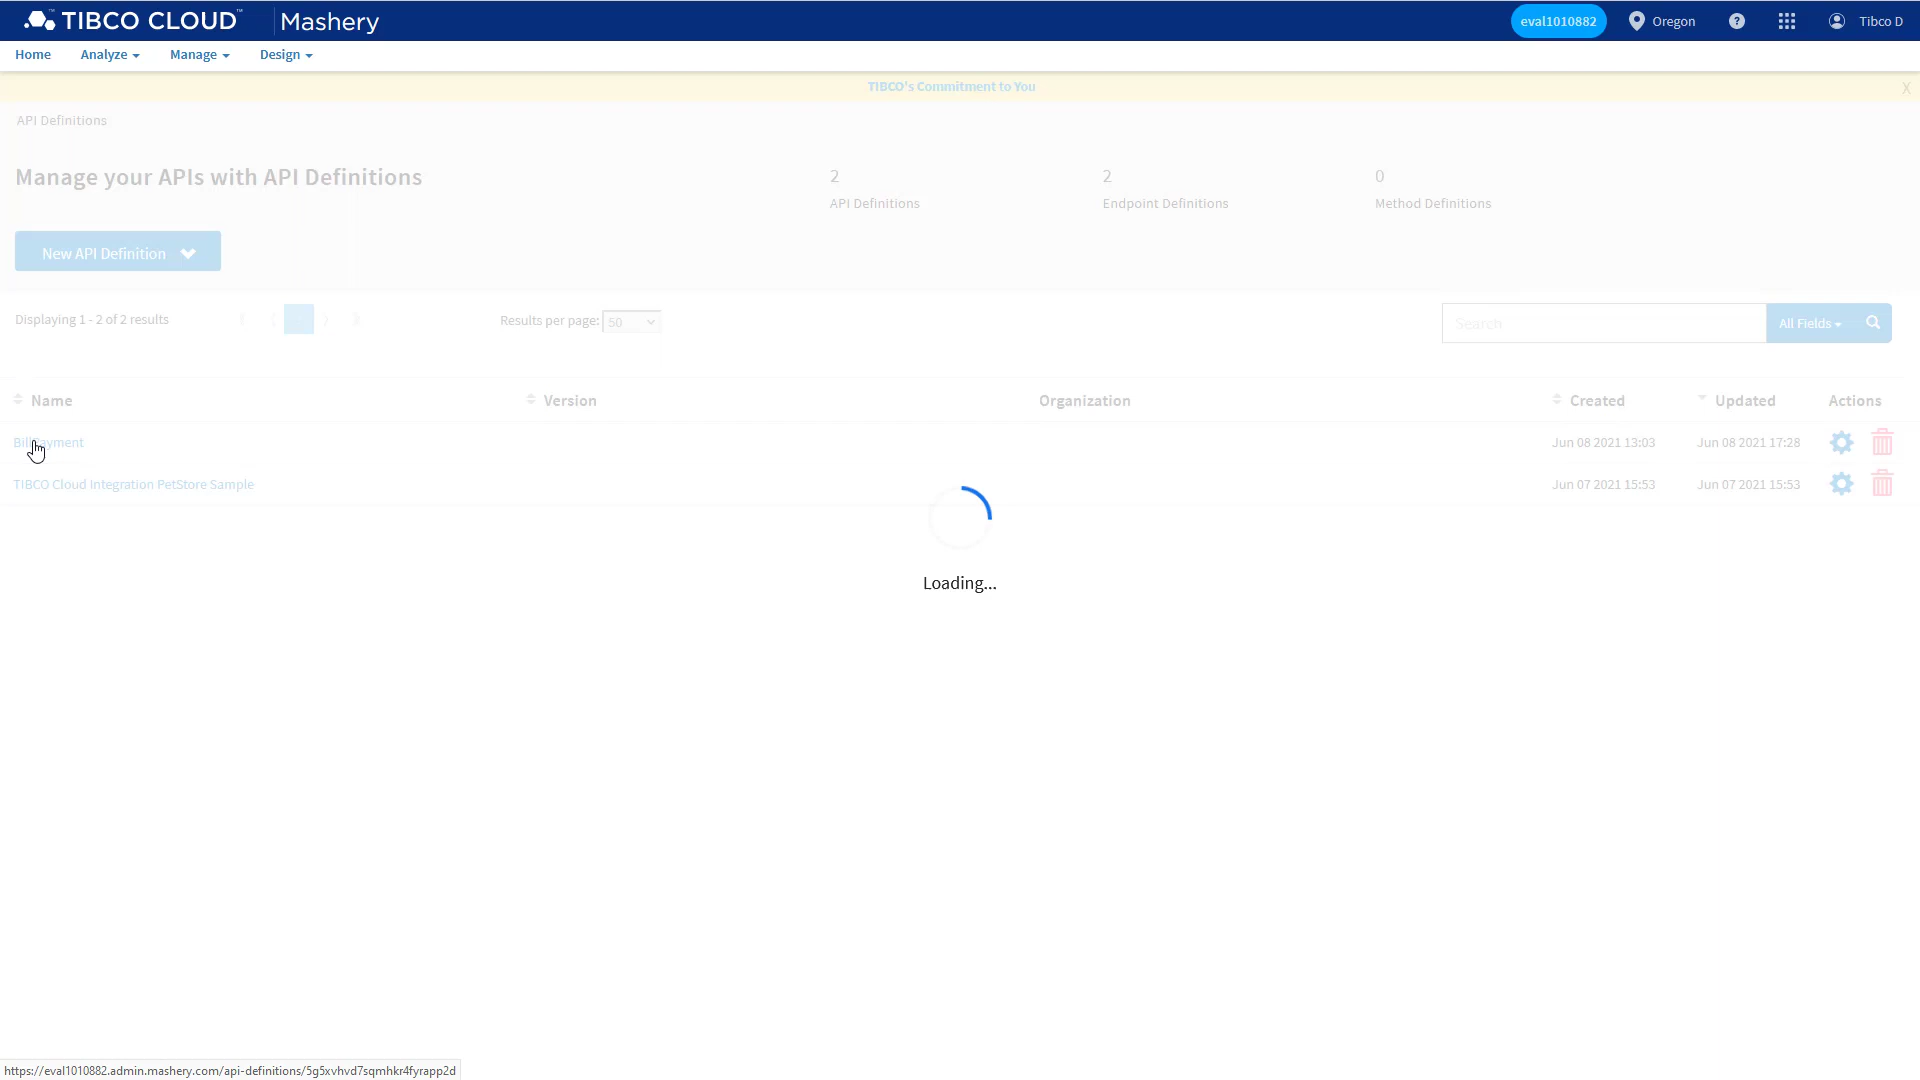 TIBCO CLOUD™ Mashery eval1010882 Oregon ? Tibco D
Home Analyze Manage Design
TIBCO's Commitment to You X
API Definitions
Manage your APIs with API Definitions
2 2 0
API Definitions Endpoint Definitions Method Definitions
New API Definition
Displaying 1 - 2 of 2 results Results per page: 50 Search All Fields
Name Version Organization Created Updated Actions
Jun 08 2021 13:03 Jun 08 2021 17:28
TIBCO Cloud Integration PetStore Sample Jun 07 2021 15:53 Jun 07 2021 15:53
Loading...
https://eval1010882.admin.mashery.com/api-definitions/5g5xvhvd7sqmhkr4fyrapp2d